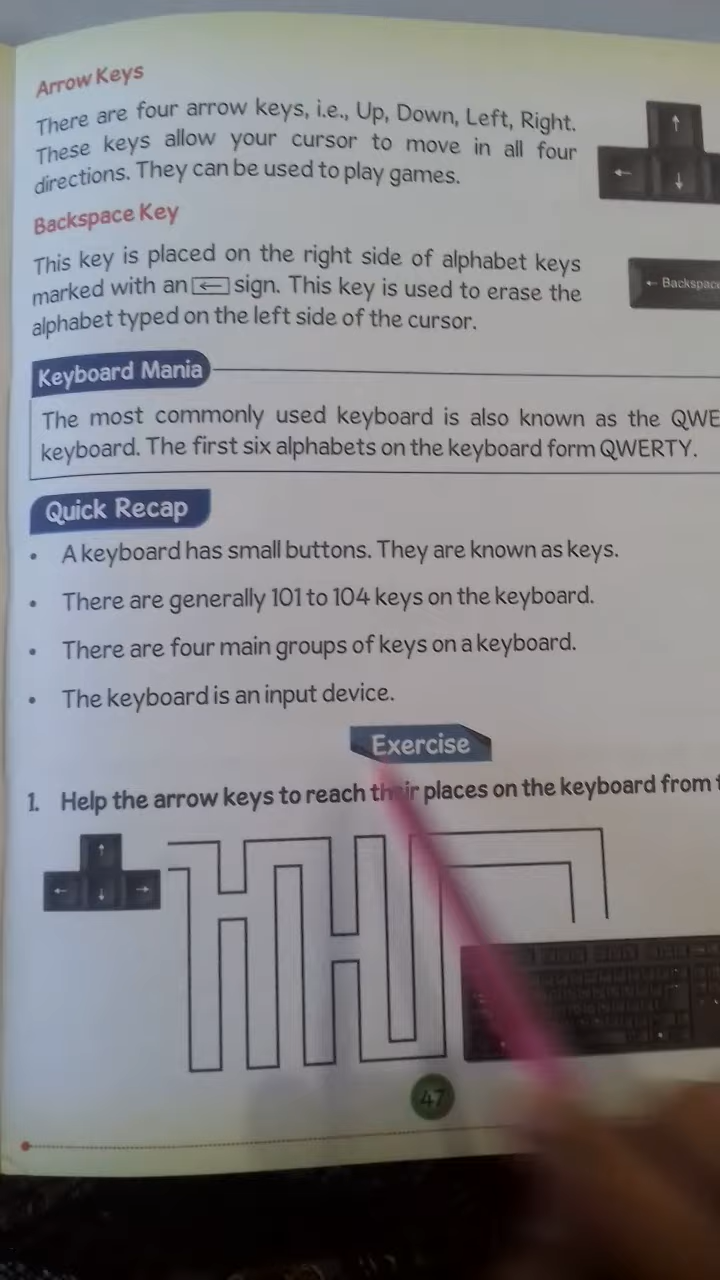 Arrow Keys
There are four arrow keys, i.e., Up, Down, Left, Right.
These keys allow your cursor to move in all four
directions. They can be used to play games.
↑
← ↓
Backspace Key
This key is placed on the right side of alphabet keys
marked with an ← sign. This key is used to erase the
alphabet typed on the left side of the cursor.
← Backspac
Keyboard Mania
The most commonly used keyboard is also known as the QWE
keyboard. The first six alphabets on the keyboard form QWERTY.
Quick Recap
• A keyboard has small buttons. They are known as keys.
• There are generally 101 to 104 keys on the keyboard.
• There are four main groups of keys on a keyboard.
• The keyboard is an input device.
Exercise
1. Help the arrow keys to reach their places on the keyboard from
↑
← ↓ →
47